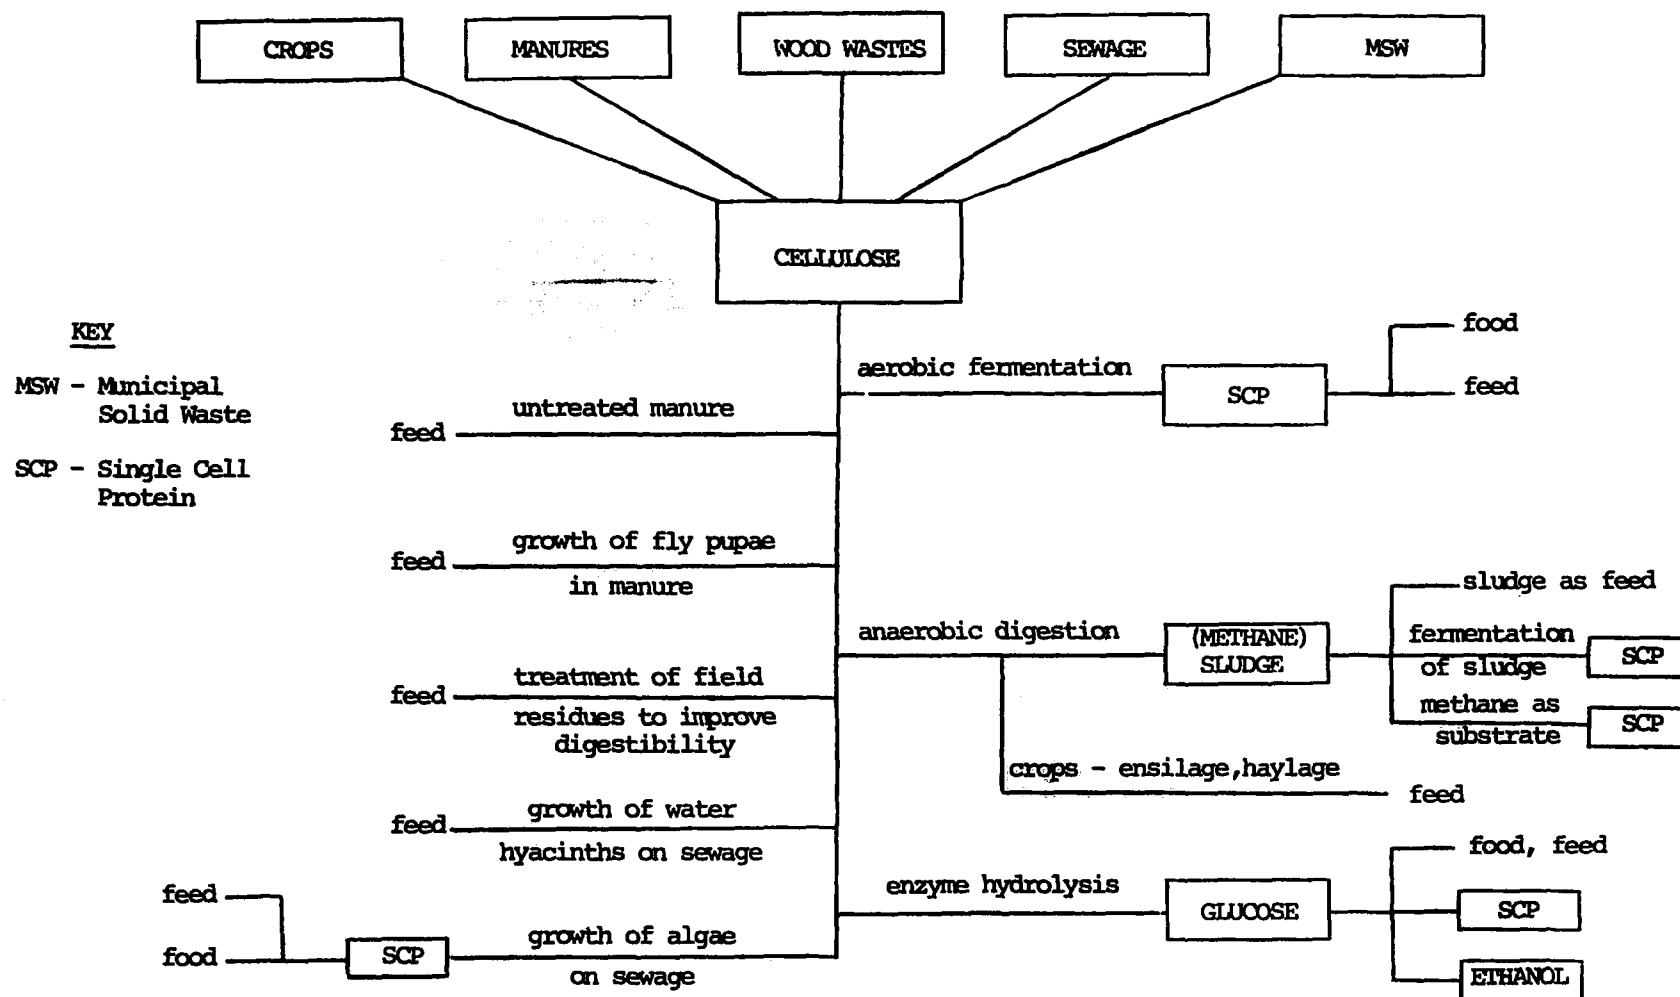 CROPS
MANURES
WOOD WASTES
SEWAGE
MSW
CELLULOSE
KEY
MSW - Municipal
Solid Waste
SCP - Single Cell
Protein
aerobic fermentation
SCP
food
feed
untreated manure
feed
growth of fly pupae
feed
in manure
anaerobic digestion
(METHANE)
SLUDGE
sludge as feed
fermentation
of sludge
SCP
methane as
substrate
SCP
crops - ensilage,haylage
feed
treatment of field
feed
residues to improve
digestibility
growth of water
feed
hyacinths on sewage
enzyme hydrolysis
GLUCOSE
food, feed
SCP
ETHANOL
feed
food
SCP
growth of algae
on sewage